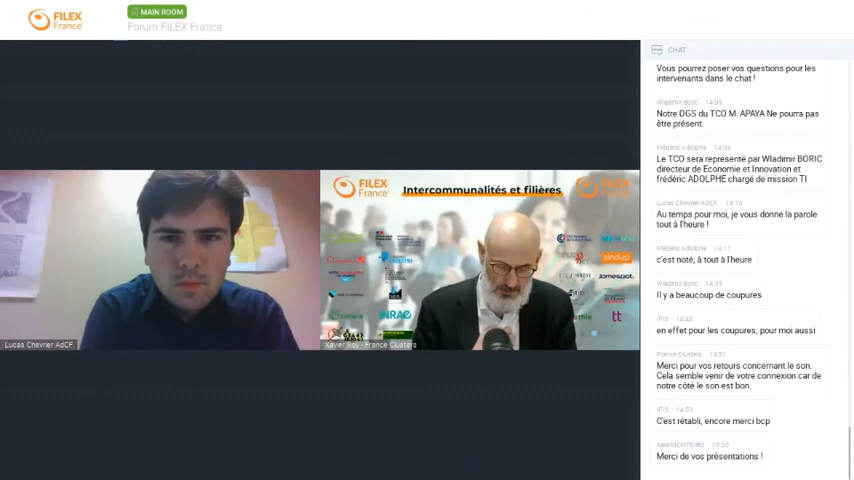 FILEX
France
MAIN ROOM
Forum FILEX France
CHAT
Vous pourrez poser vos questions pour les
intervenants dans le chat !
Wladimir Boric 14:09
Notre DGS du TCO M. APAYA Ne pourra pas
être présent.
Frédéric Adolphe 14:09
Le TCO sera représenté par Wladimir BORIC
directeur de Economie et Innovation et
frédéric ADOLPHE chargé de mission TI
Lucas Chevrier AdCF 14:10
Au temps pour moi, je vous donne la parole
tout à l'heure !
Frédéric Adolphe 14:11
c'est noté; à tout à l'heure
Wladimir Boric 14:39
Il y a beaucoup de coupures
IFIS 14:48
en effet pour les coupures, pour moi aussi
France Clusters 14:51
Merci pour vos retours concernant le son.
Cela semble venir de votre connexion car de
notre côté le son est bon.
IFIS 14:53
C'est rétabli, encore merci bcp
Sara MONTEIRO 15:20
Merci de vos présentations !
FILEX
France
Intercommunalités et filières
FILEX
France
sindup
Jamespot
INRAE
tt
Lucas Chevrier AdCF
Xavier Roy - France Clusters